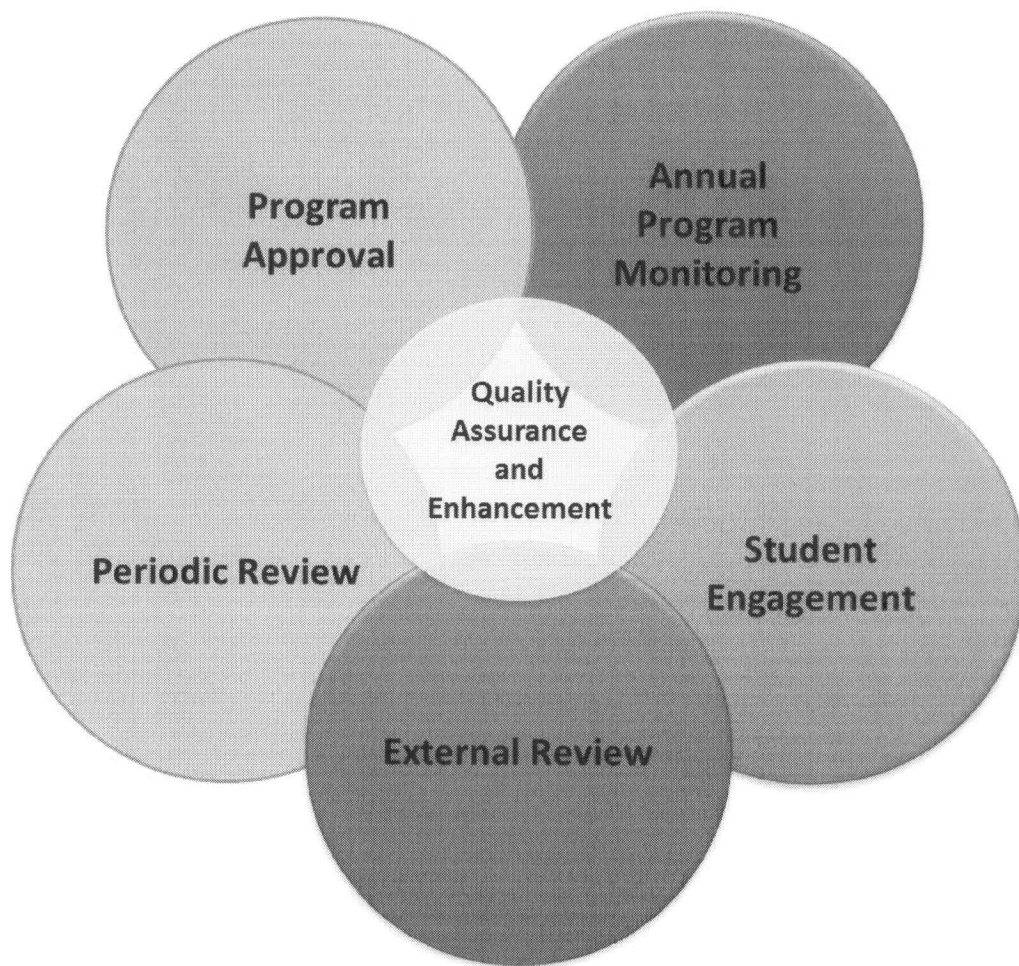 Program
Approval
Annual
Program
Monitoring
Quality
Assurance
and
Enhancement
Periodic Review
Student
Engagement
External Review